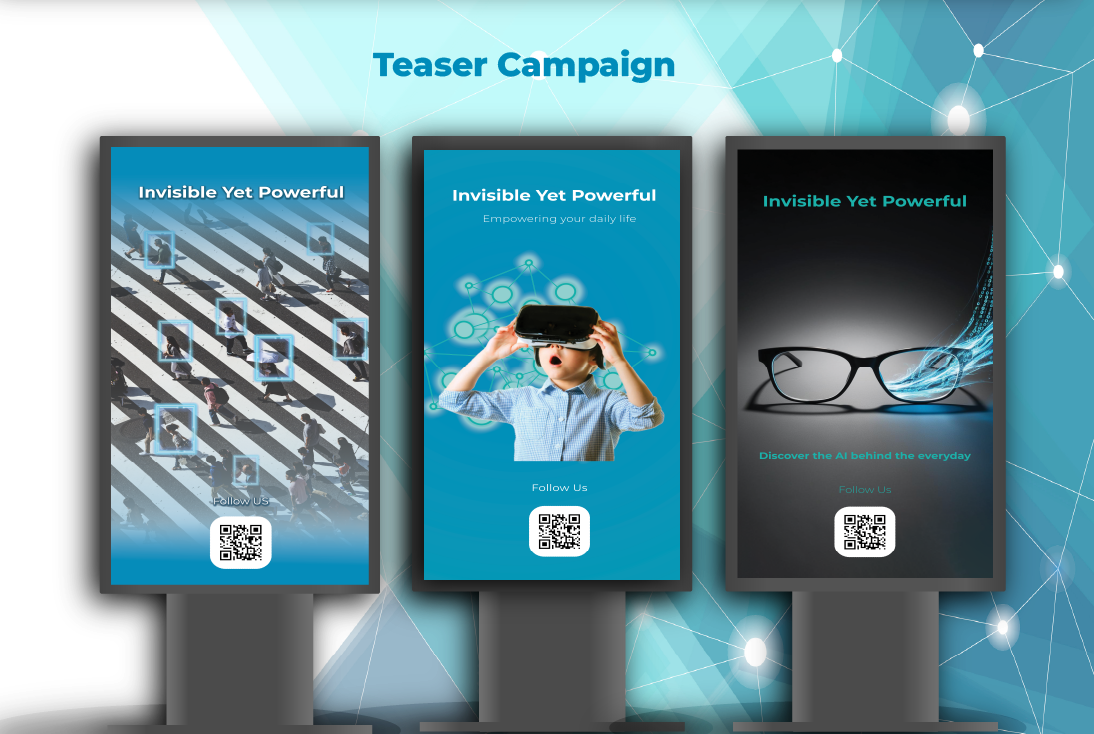 Teaser Campaign
Invisible Yet Powerful
Follow Us
Invisible Yet Powerful
Empowering your daily life
Follow Us
Invisible Yet Powerful
Discover the AI behind the everyday
Follow Us